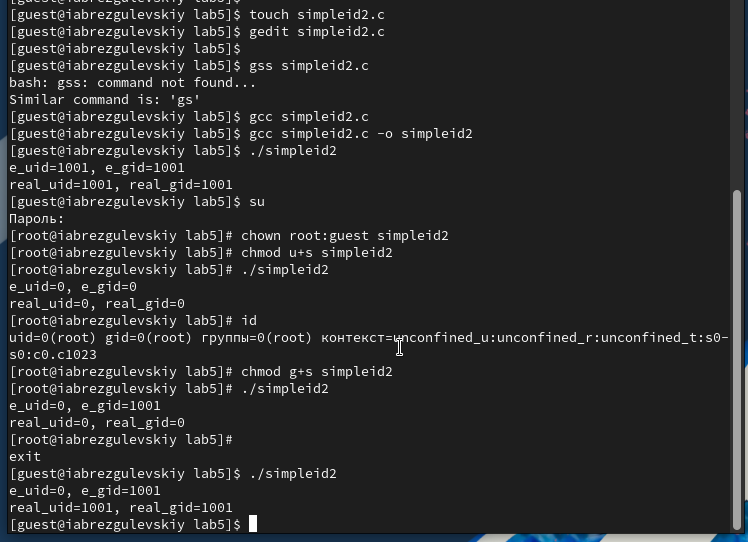 [guest@iabrezgulevskiy lab5]$
[guest@iabrezgulevskiy lab5]$ touch simpleid2.c
[guest@iabrezgulevskiy lab5]$ gedit simpleid2.c
[guest@iabrezgulevskiy lab5]$
[guest@iabrezgulevskiy lab5]$ gss simpleid2.c
bash: gss: command not found...
Similar command is: 'gs'
[guest@iabrezgulevskiy lab5]$ gcc simpleid2.c
[guest@iabrezgulevskiy lab5]$ gcc simpleid2.c -o simpleid2
[guest@iabrezgulevskiy lab5]$ ./simpleid2
e_uid=1001, e_gid=1001
real_uid=1001, real_gid=1001
[guest@iabrezgulevskiy lab5]$ su
Пароль:
[root@iabrezgulevskiy lab5]# chown root:guest simpleid2
[root@iabrezgulevskiy lab5]# chmod u+s simpleid2
[root@iabrezgulevskiy lab5]# ./simpleid2
e_uid=0, e_gid=0
real_uid=0, real_gid=0
[root@iabrezgulevskiy lab5]# id
uid=0(root) gid=0(root) группы=0(root) контекст=unconfined_u:unconfined_r:unconfined_t:s0-
s0:c0.c1023
[root@iabrezgulevskiy lab5]# chmod g+s simpleid2
[root@iabrezgulevskiy lab5]# ./simpleid2
e_uid=0, e_gid=1001
real_uid=0, real_gid=0
[root@iabrezgulevskiy lab5]#
exit
[guest@iabrezgulevskiy lab5]$ ./simpleid2
e_uid=0, e_gid=1001
real_uid=1001, real_gid=1001
[guest@iabrezgulevskiy lab5]$